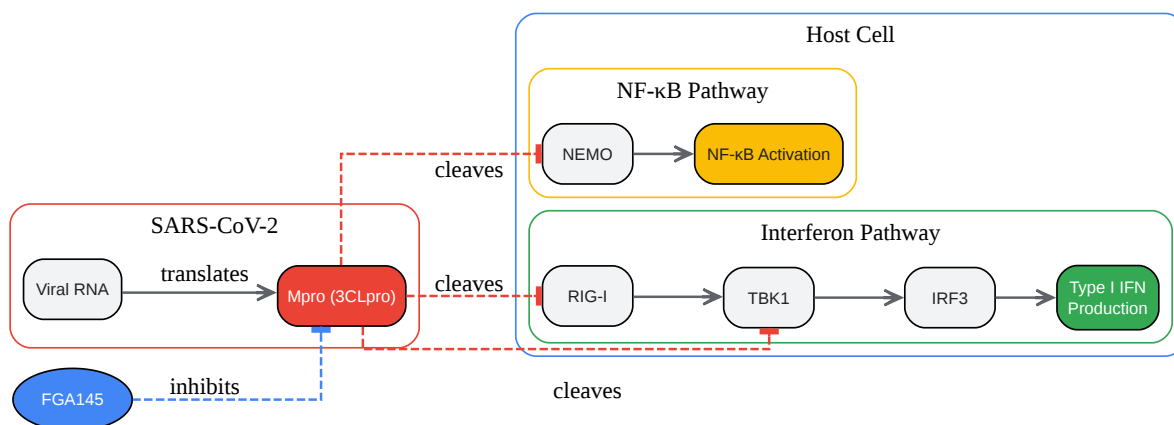 Host Cell
NF-κB Pathway
NEMO
NF-κB Activation
cleaves
SARS-CoV-2
Interferon Pathway
Viral RNA
translates
Mpro (3CLpro)
cleaves
RIG-I
TBK1
IRF3
Type I IFN
Production
FGA145
inhibits
cleaves